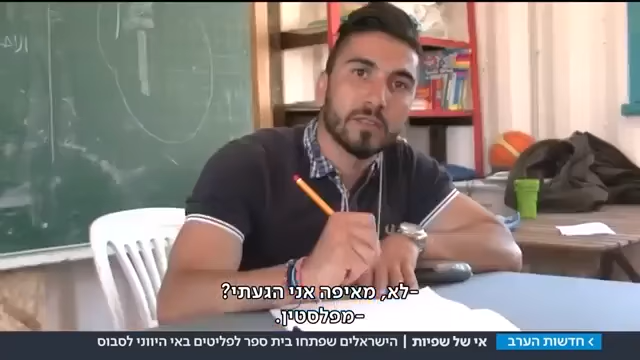 -לא, מאיפה אני הגעתי?
-מפלסטין.
חדשות הערב
אי של שפיות | הישראלים שפתחו בית ספר לפליטים באי היווני לסבוס